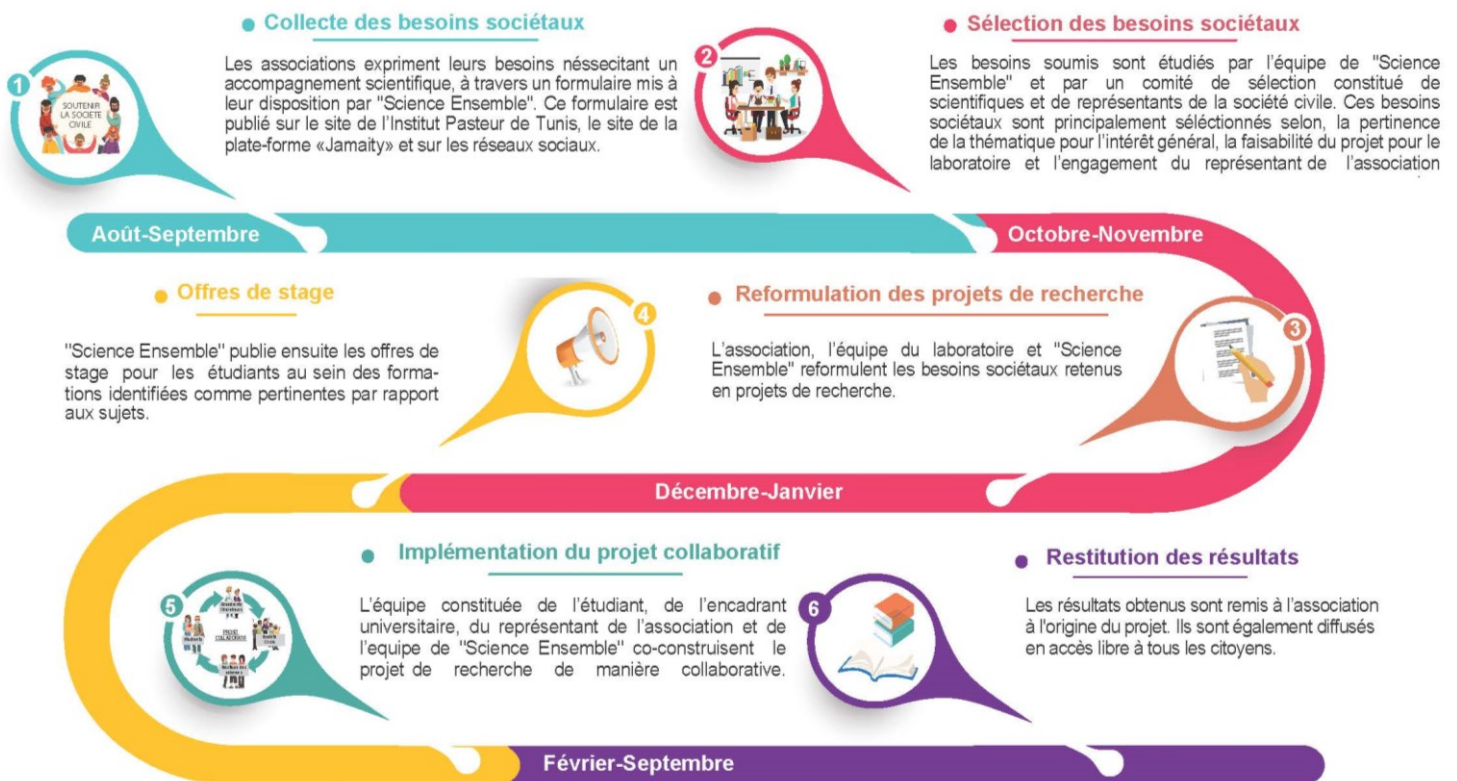 Collecte des besoins sociétaux
1
SOUTENIR
LA SOCIETE
CIVILE
Les associations expriment leurs besoins néssecitant un
accompagnement scientifique, à travers un formulaire mis à
leur disposition par "Science Ensemble". Ce formulaire est
publié sur le site de l'Institut Pasteur de Tunis, le site de la
plate-forme «Jamaity» et sur les réseaux sociaux.
Sélection des besoins sociétaux
2
Les besoins soumis sont étudiés par l'équipe de "Science
Ensemble" et par un comité de sélection constitué de
scientifiques et de représentants de la société civile. Ces besoins
sociétaux sont principalement séléctionnés selon, la pertinence
de la thématique pour l'intérêt général, la faisabilité du projet pour le
laboratoire et l'engagement du représentant de l'association
Août-Septembre
Octobre-Novembre
Reformulation des projets de recherche
3
L'association, l'équipe du laboratoire et "Science
Ensemble" reformulent les besoins sociétaux retenus
en projets de recherche.
Offres de stage
4
"Science Ensemble" publie ensuite les offres de
stage pour les étudiants au sein des forma-
tions identifiées comme pertinentes par rapport
aux sujets.
Décembre-Janvier
Implémentation du projet collaboratif
5
PROJET
COLLABORATIF
L'équipe constituée de l'étudiant, de l'encadrant
universitaire, du représentant de l'association et de
l'equipe de "Science Ensemble" co-construisent le
projet de recherche de manière collaborative.
Restitution des résultats
6
Les résultats obtenus sont remis à l'association
à l'origine du projet. Ils sont également diffusés
en accès libre à tous les citoyens.
Février-Septembre